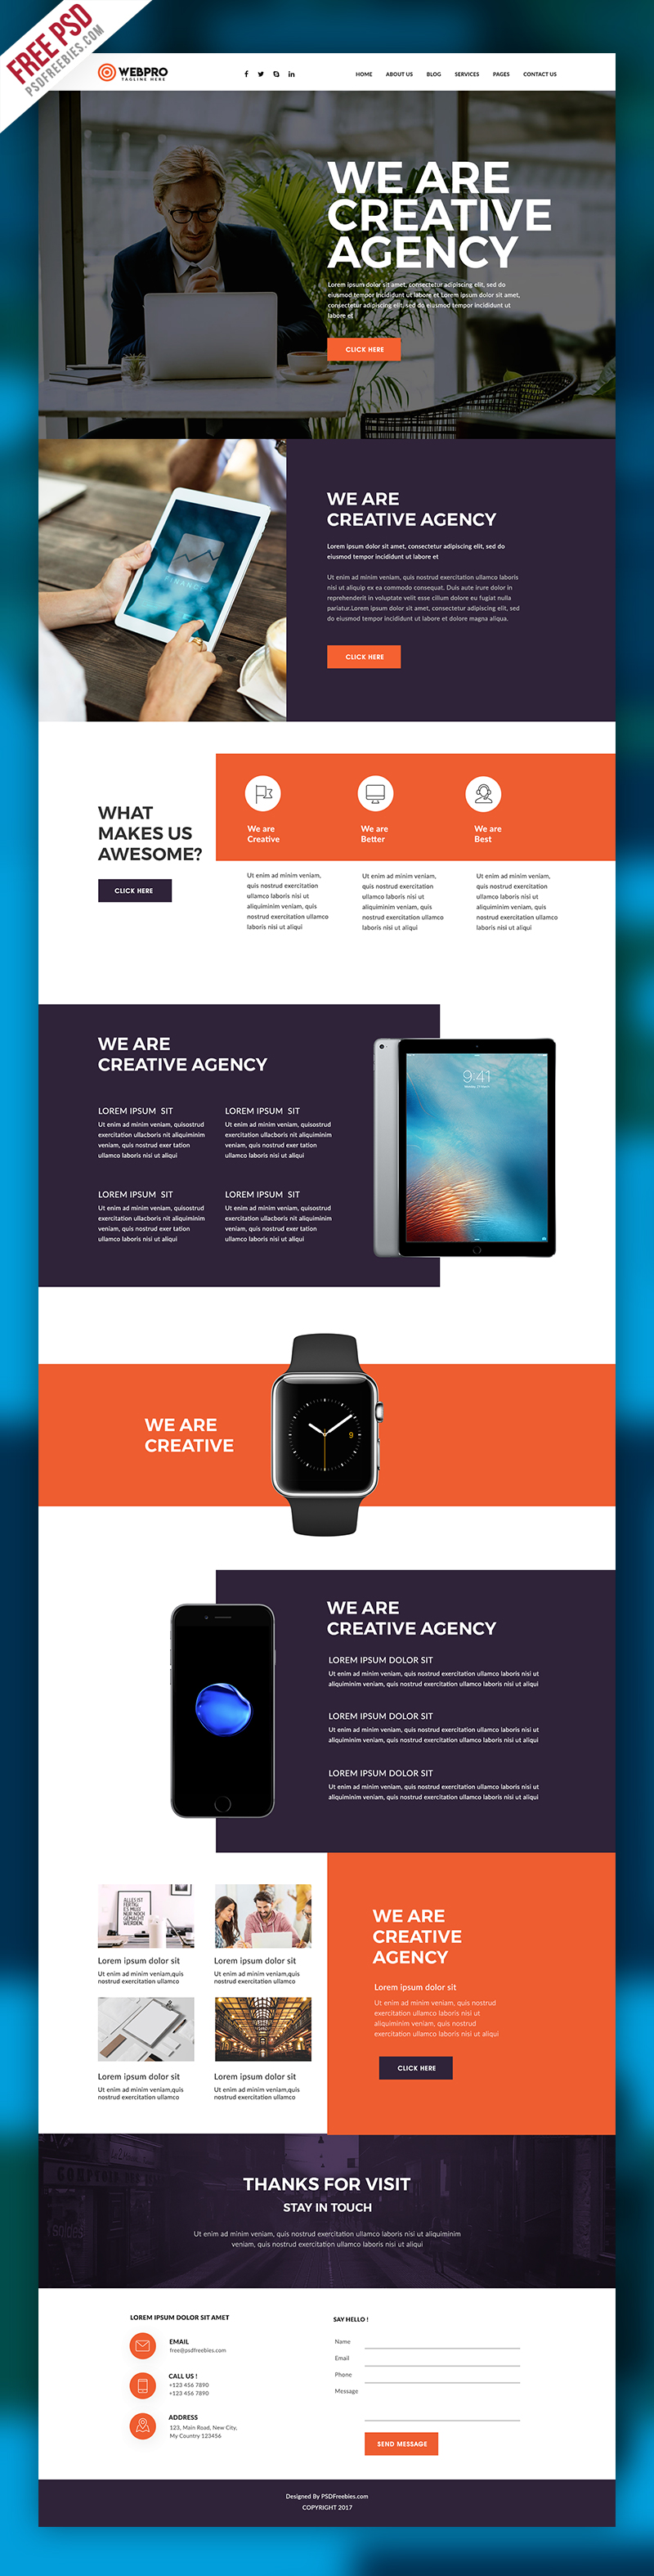 FREE PSD
PSDFREEBIES.COM
WEBPRO
TAGLINE HERE
HOME ABOUT US BLOG SERVICES PAGES CONTACT US
WE ARE
CREATIVE
AGENCY
Lorem ipsum dolor sit amet, consectetur adipiscing elit, sed do
eiusmod tempor incididunt ut labore et Lorem ipsum dolor sit amet,
consectetur adipiscing elit, sed do eiusmod tempor incididunt ut
labore et
CLICK HERE
WE ARE
CREATIVE AGENCY
Lorem ipsum dolor sit amet, consectetur adipiscing elit, sed do
eiusmod tempor incididunt ut labore et
Ut enim ad minim veniam, quis nostrud exercitation ullamco laboris
nisi ut aliquip ex ea commodo consequat. Duis aute irure dolor in
reprehenderit in voluptate velit esse cillum dolore eu fugiat nulla
pariatur.Lorem ipsum dolor sit amet, consectetur adipiscing elit, sed
do eiusmod tempor incididunt ut labore et dolore magna aliqua.
CLICK HERE
WHAT
MAKES US
AWESOME?
CLICK HERE
We are
Creative
Ut enim ad minim veniam,
quis nostrud exercitation
ullamco laboris nisi ut
aliquiminim veniam, quis
nostrud exercitation ullamco
laboris nisi ut aliqui
We are
Better
Ut enim ad minim veniam,
quis nostrud exercitation
ullamco laboris nisi ut
aliquiminim veniam, quis
nostrud exercitation ullamco
laboris nisi ut aliqui
We are
Best
Ut enim ad minim veniam,
quis nostrud exercitation
ullamco laboris nisi ut
aliquiminim veniam, quis
nostrud exercitation ullamco
laboris nisi ut aliqui
WE ARE
CREATIVE AGENCY
LOREM IPSUM SIT
Ut enim ad minim veniam, quisostrud
exercitation ullacboris nit aliquiminim
veniam, quis nostrud exer tation
ullamco laboris nisi ut aliqui
LOREM IPSUM SIT
Ut enim ad minim veniam, quisostrud
exercitation ullacboris nit aliquiminim
veniam, quis nostrud exer tation
ullamco laboris nisi ut aliqui
LOREM IPSUM SIT
Ut enim ad minim veniam, quisostrud
exercitation ullacboris nit aliquiminim
veniam, quis nostrud exer tation
ullamco laboris nisi ut aliqui
LOREM IPSUM SIT
Ut enim ad minim veniam, quisostrud
exercitation ullacboris nit aliquiminim
veniam, quis nostrud exer tation
ullamco laboris nisi ut aliqui
9:41
WE ARE
CREATIVE
9
WE ARE
CREATIVE AGENCY
LOREM IPSUM DOLOR SIT
Ut enim ad minim veniam, quis nostrud exercitation ullamco laboris nisi ut
aliquiminim veniam, quis nostrud exercitation ullamco laboris nisi ut aliqui
LOREM IPSUM DOLOR SIT
Ut enim ad minim veniam, quis nostrud exercitation ullamco laboris nisi ut
aliquiminim veniam, quis nostrud exercitation ullamco laboris nisi ut aliqui
LOREM IPSUM DOLOR SIT
Ut enim ad minim veniam, quis nostrud exercitation ullamco laboris nisi ut
aliquiminim veniam, quis nostrud exercitation ullamco laboris nisi ut aliqui
ALLES IST
FERTIG.
ES MUSS
NUR NOCH
GEMACHT
WERDEN.
Lorem ipsum dolor sit
Ut enim ad minim veniam,quis
nostrud exercitation ullamco
Lorem ipsum dolor sit
Ut enim ad minim veniam,quis
nostrud exercitation ullamco
Lorem ipsum dolor sit
Ut enim ad minim veniam,quis
nostrud exercitation ullamco
Lorem ipsum dolor sit
Ut enim ad minim veniam,quis
nostrud exercitation ullamco
WE ARE
CREATIVE
AGENCY
Lorem ipsum dolor sit
Ut enim ad minim veniam, quis nostrud
exercitation ullamco laboris nisi ut
aliquiminim veniam, quis nostrud
exercitation ullamco laboris nisi ut aliqui
CLICK HERE
THANKS FOR VISIT
STAY IN TOUCH
Ut enim ad minim veniam, quis nostrud exercitation ullamco laboris nisi ut aliquiminim
veniam, quis nostrud exercitation ullamco laboris nisi ut aliqui
soldes
LOREM IPSUM DOLOR SIT AMET
EMAIL
free@psdfreebies.com
CALL US !
+123 456 7890
+123 456 7890
ADDRESS
123, Main Road, New City,
My Country 123456
SAY HELLO !
Name
Email
Phone
Message
SEND MESSAGE
Designed By PSDFreebies.com
COPYRIGHT 2017